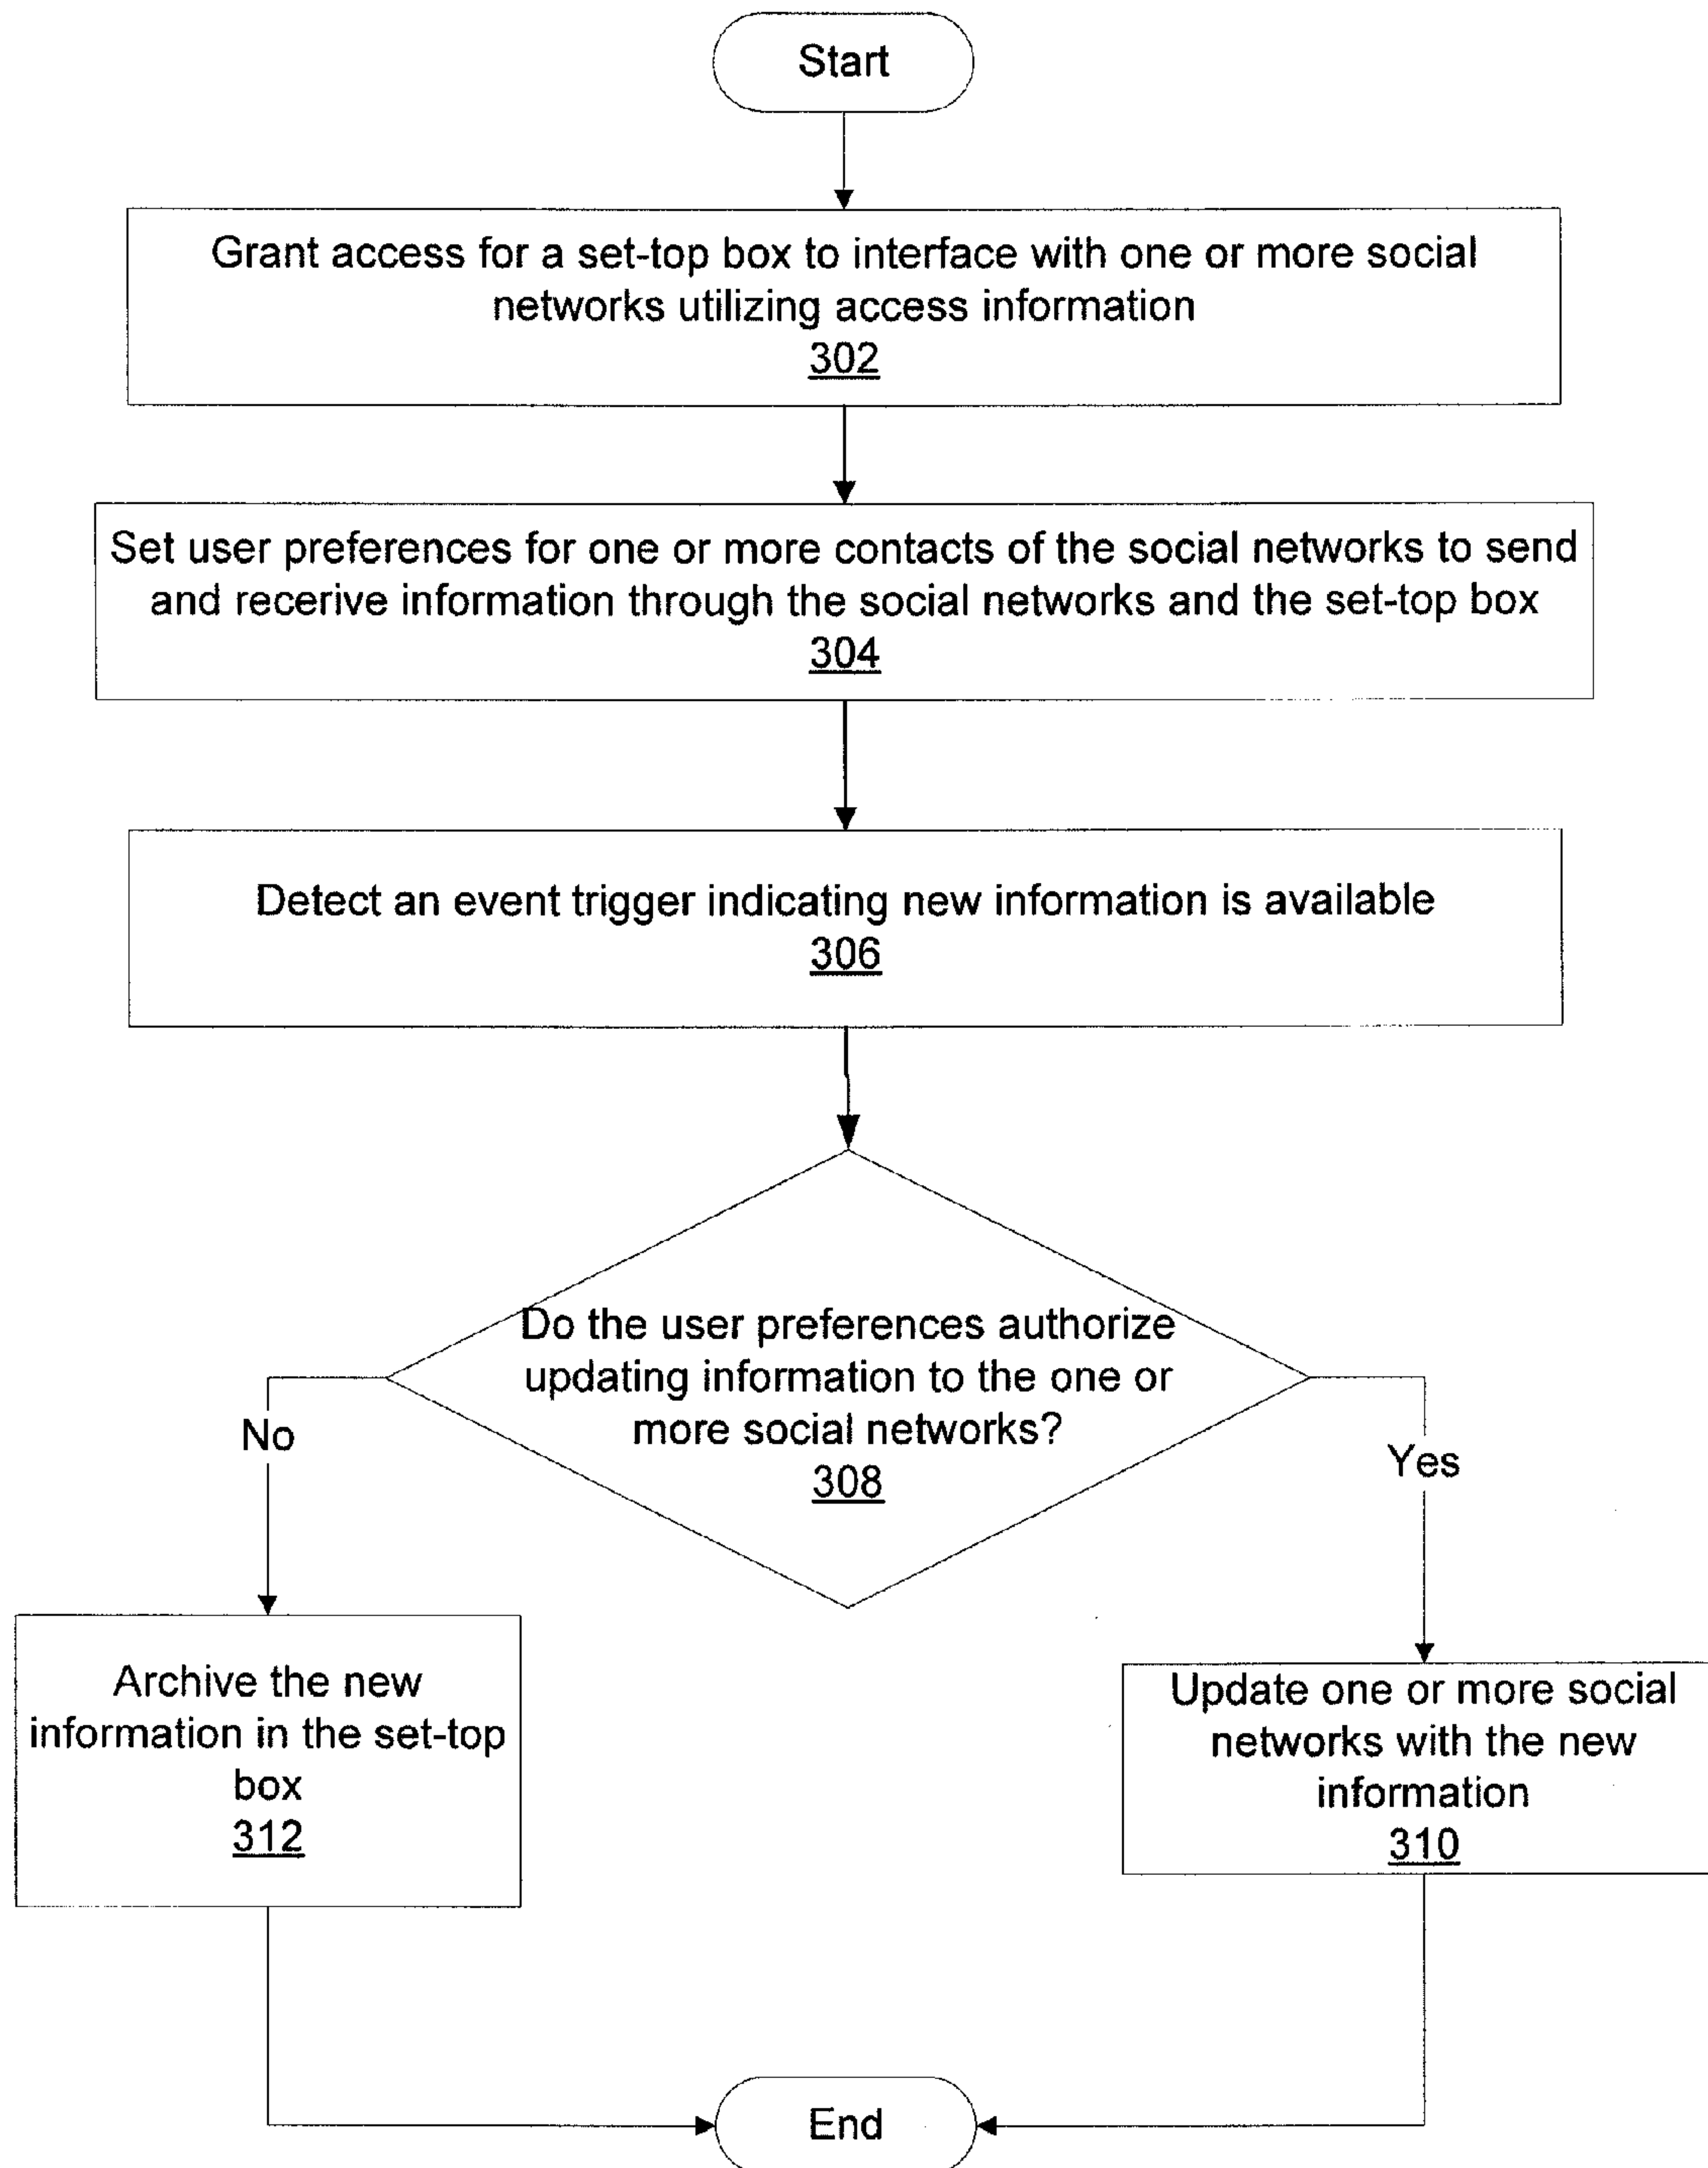 Start
Grant access for a set-top box to interface with one or more social
networks utilizing access information
302
Set user preferences for one or more contacts of the social networks to send
and recerive information through the social networks and the set-top box
304
Detect an event trigger indicating new information is available
306
Do the user preferences authorize
updating information to the one or
more social networks?
308
No
Yes
Archive the new
information in the set-top
box
312
Update one or more social
networks with the new
information
310
End